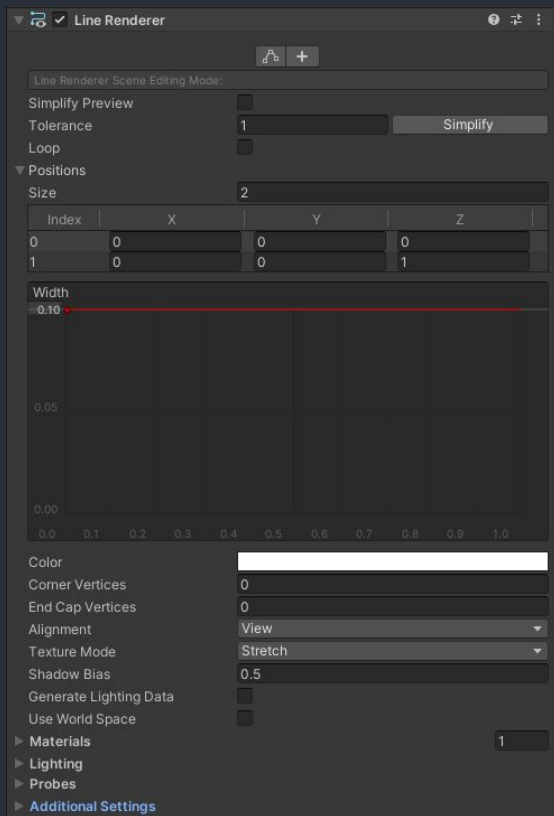 Line Renderer
Line Renderer Scene Editing Mode:
Simplify Preview
Tolerance 1 Simplify
Loop
Positions
Size 2
Index X Y Z
0 0 0 0
1 0 0 1
Width
0.10
0.05
0.00
0.0 0.1 0.2 0.3 0.4 0.5 0.6 0.7 0.8 0.9 1.0
Color
Corner Vertices 0
End Cap Vertices 0
Alignment View
Texture Mode Stretch
Shadow Bias 0.5
Generate Lighting Data
Use World Space
Materials 1
Lighting
Probes
Additional Settings